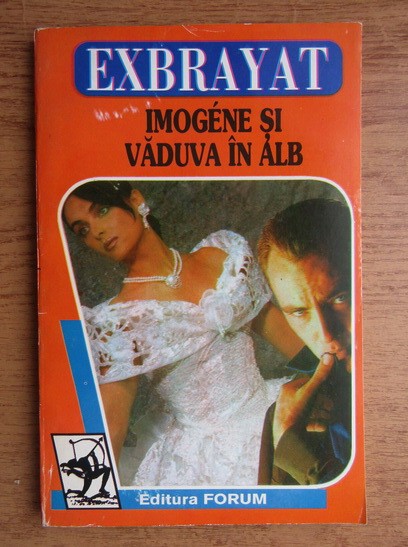 EXBRAYAT
IMOGÉNE ȘI
VĂDUVA ÎN ALB
Editura FORUM